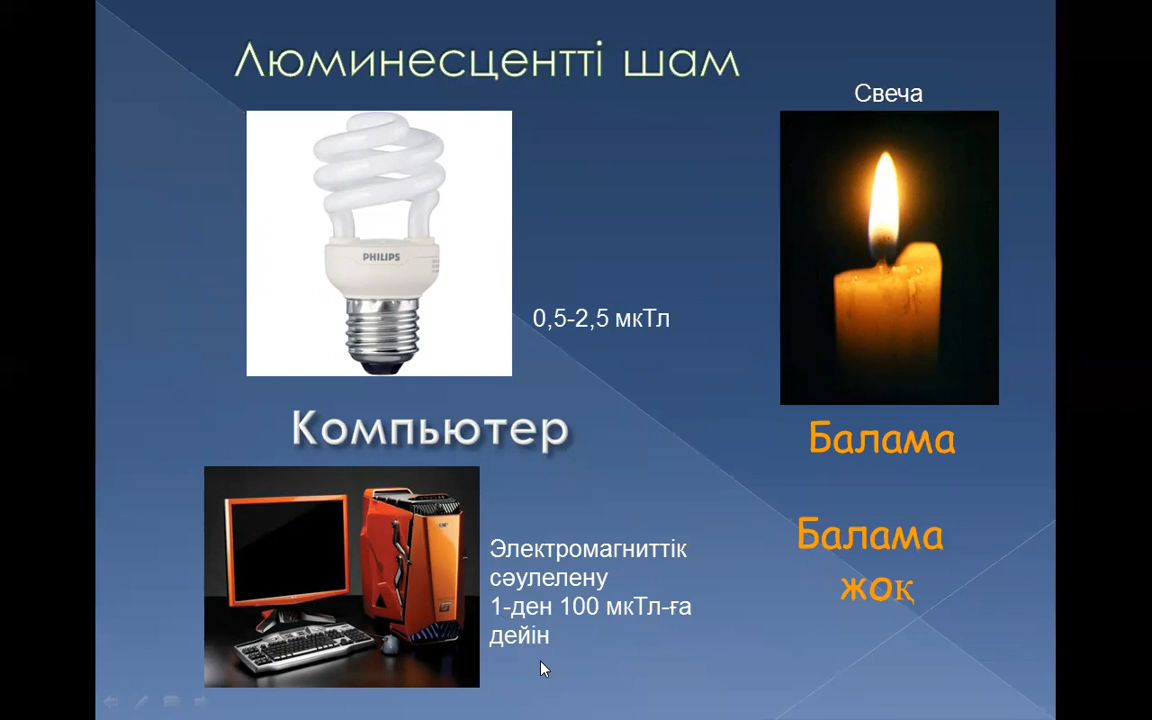 Люминесцентті шам
Свеча
PHILIPS
0,5-2,5 мкТл
Балама
Компьютер
Электромагниттік
сәулелену
1-ден 100 мкТл-ға
дейін
Балама
жоқ